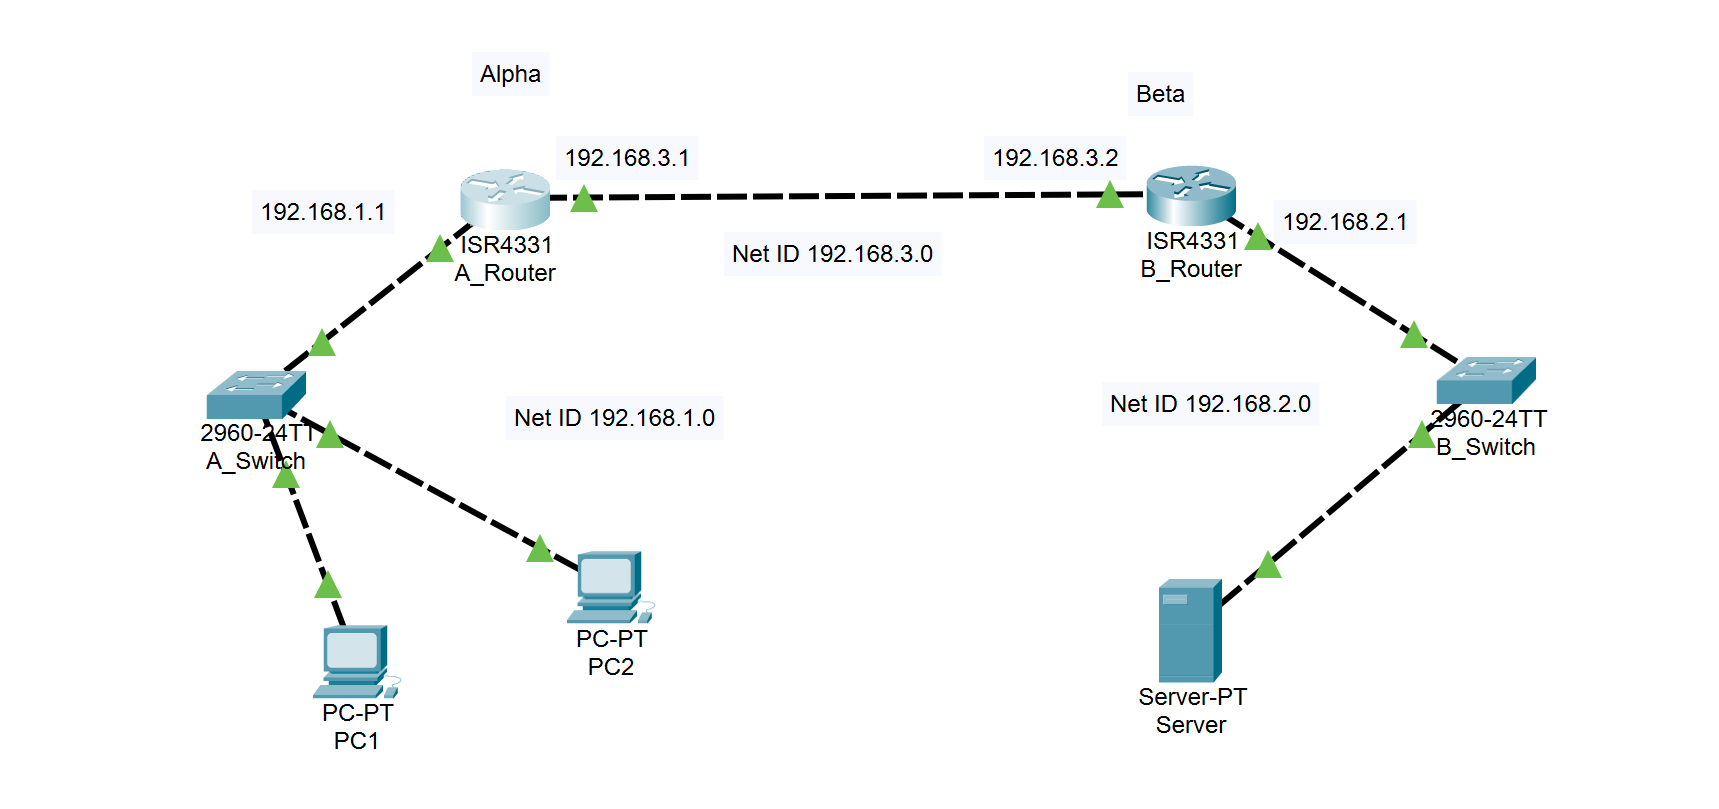 Alpha
Beta
192.168.3.1
192.168.3.2
192.168.1.1
192.168.2.1
ISR4331
A_Router
ISR4331
B_Router
Net ID 192.168.3.0
Net ID 192.168.1.0
Net ID 192.168.2.0
2960-24TT
A_Switch
2960-24TT
B_Switch
PC-PT
PC2
PC-PT
PC1
Server-PT
Server